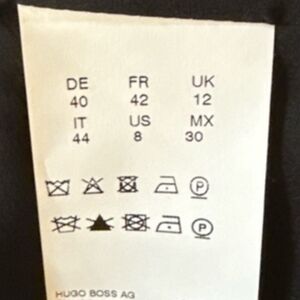 DE FR UK
40 42 12
IT US MX
44 8 30
P
P
HUGO BOSS AG